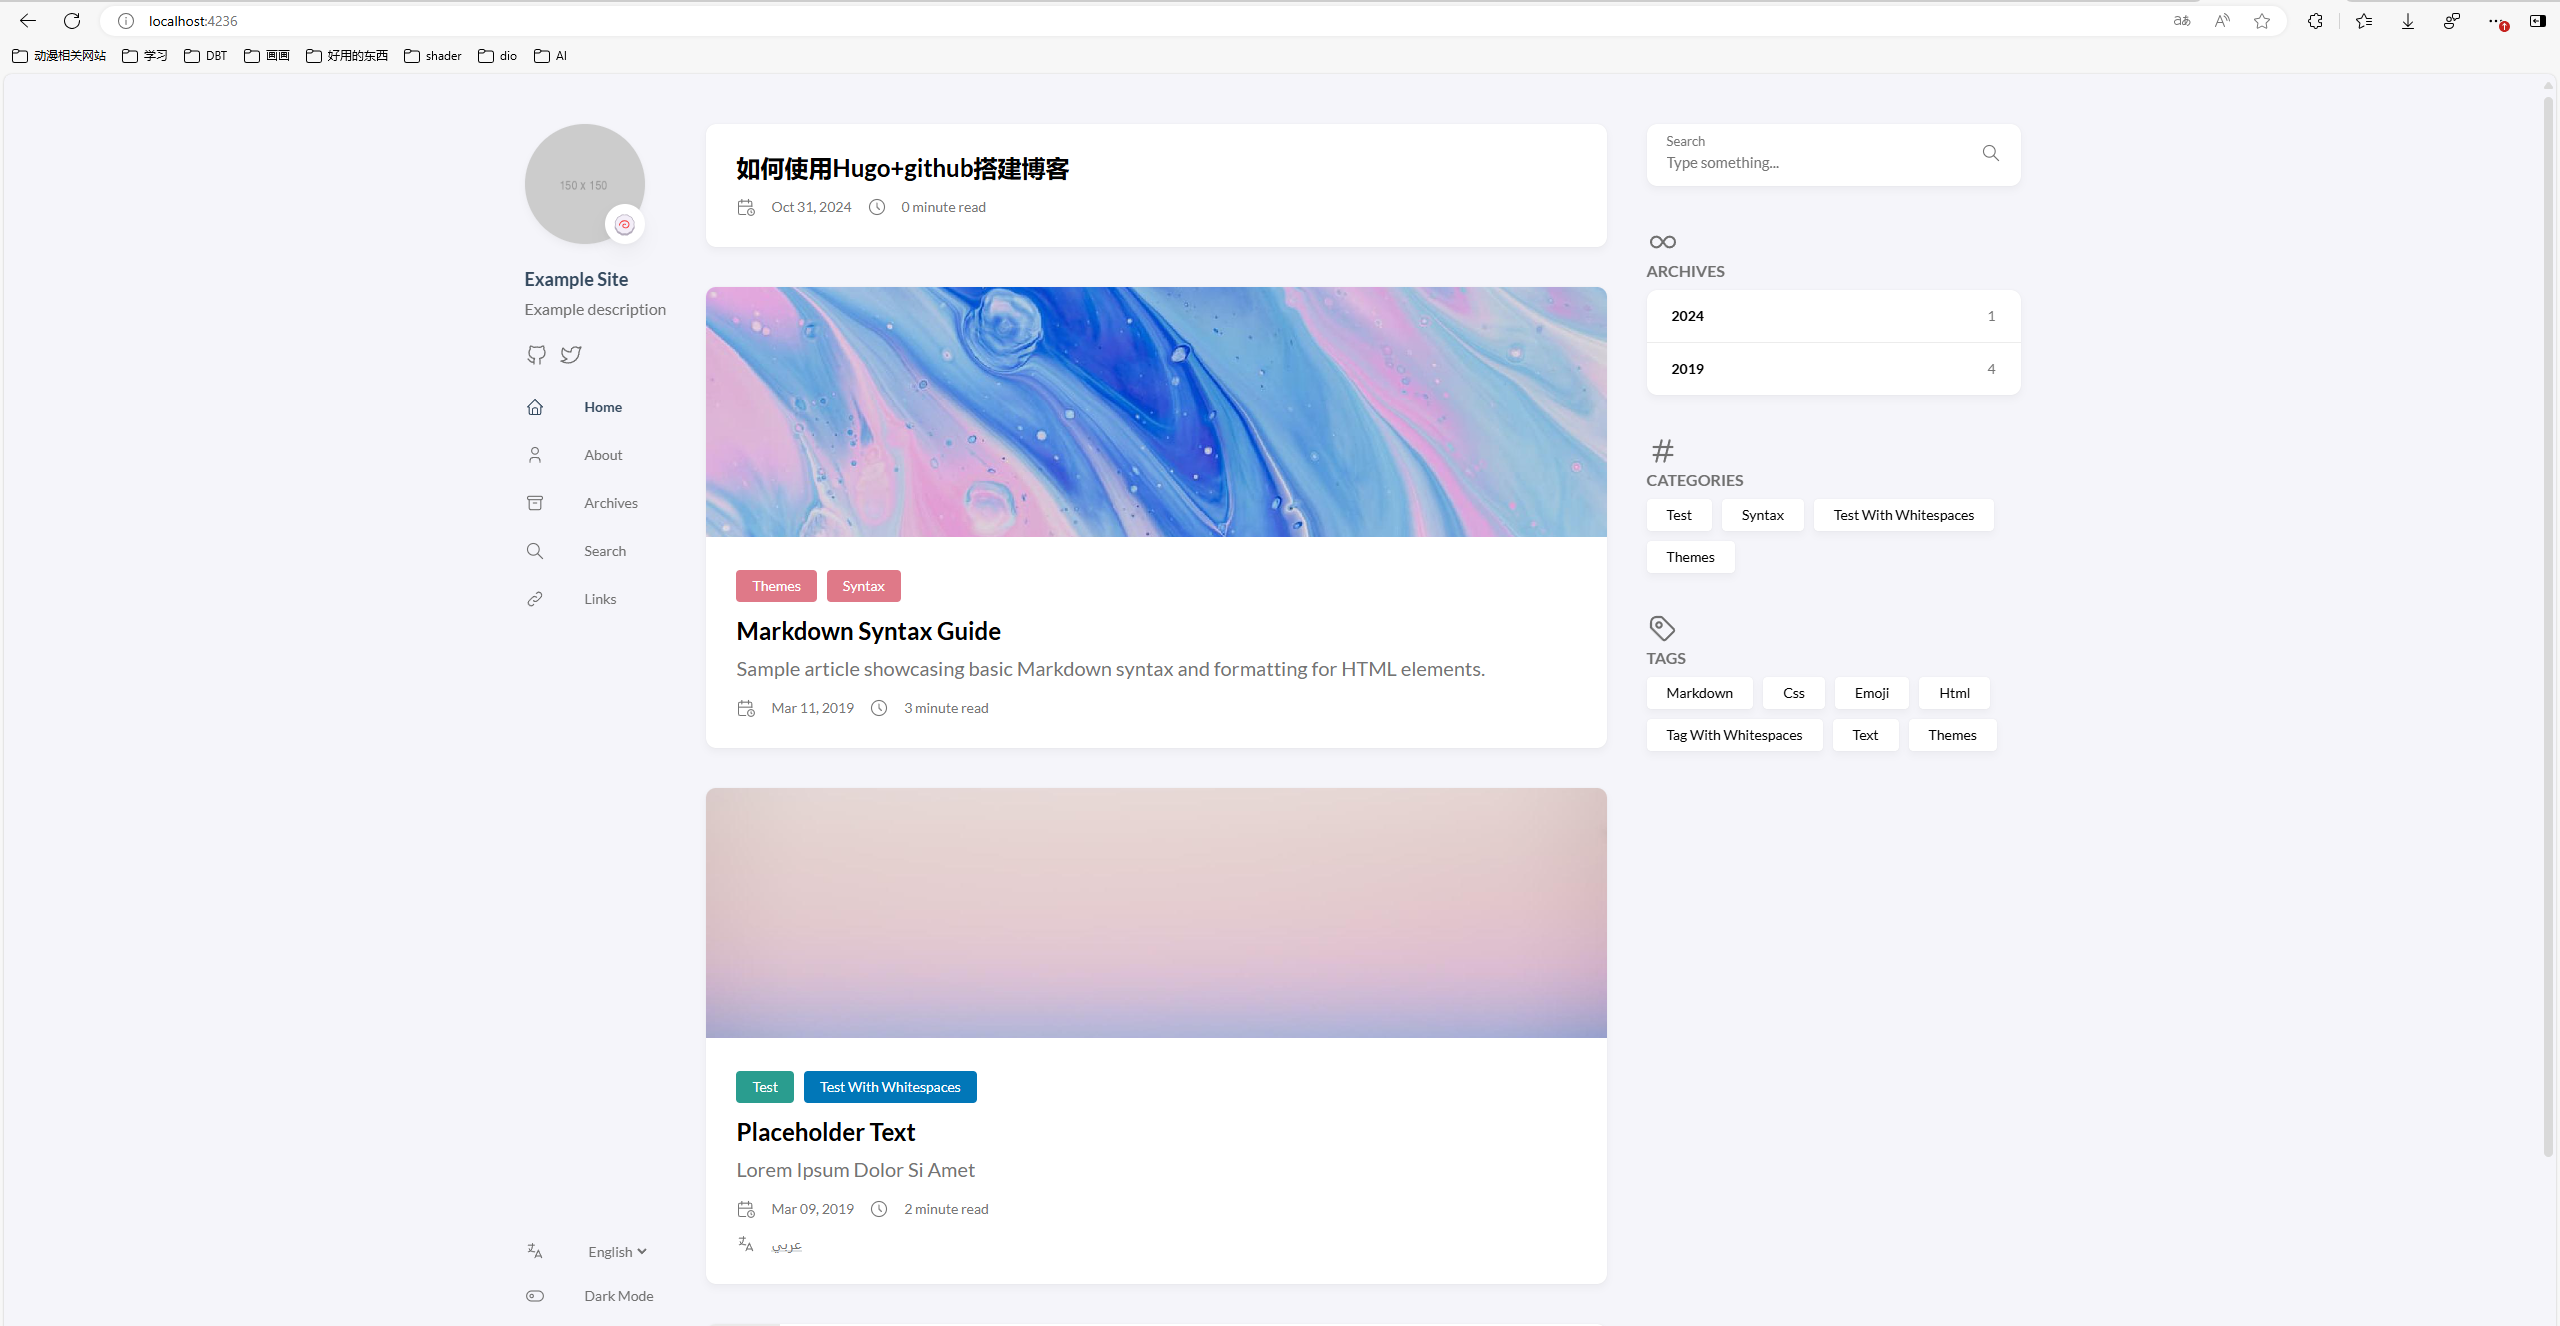 localhost:4236
aあ
动漫相关网站 学习 DBT 画画 好用的东西 shader dio AI
150 x 150
Example Site
Example description
Home
About
Archives
Search
Links
English
Dark Mode
如何使用Hugo+github搭建博客
Oct 31, 2024 0 minute read
Themes Syntax
Markdown Syntax Guide
Sample article showcasing basic Markdown syntax and formatting for HTML elements.
Mar 11, 2019 3 minute read
Test Test With Whitespaces
Placeholder Text
Lorem Ipsum Dolor Si Amet
Mar 09, 2019 2 minute read
عربي
Search
Type something...
ARCHIVES
2024 1
2019 4
CATEGORIES
Test Syntax Test With Whitespaces
Themes
TAGS
Markdown Css Emoji Html
Tag With Whitespaces Text Themes